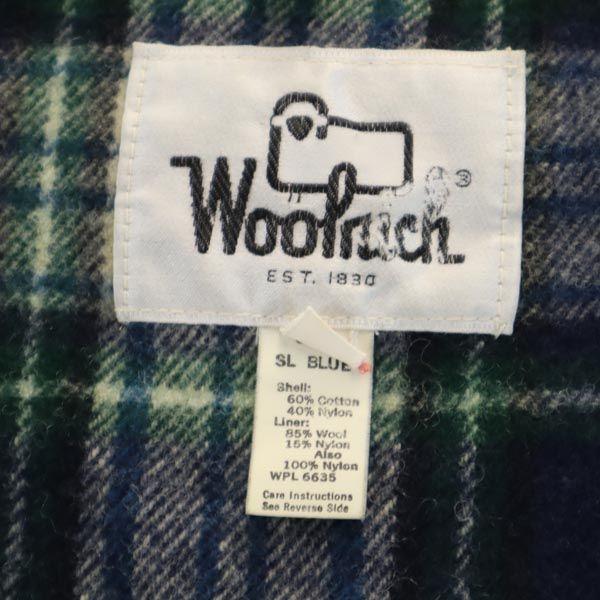 Woolrich ®
EST. 1830
SL BLUE
Shell:
60% Cotton
40% Nylon
Liner:
85% Wool
15% Nylon
Also
100% Nylon
WPL 6635
Care Instructions
See Reverse Side